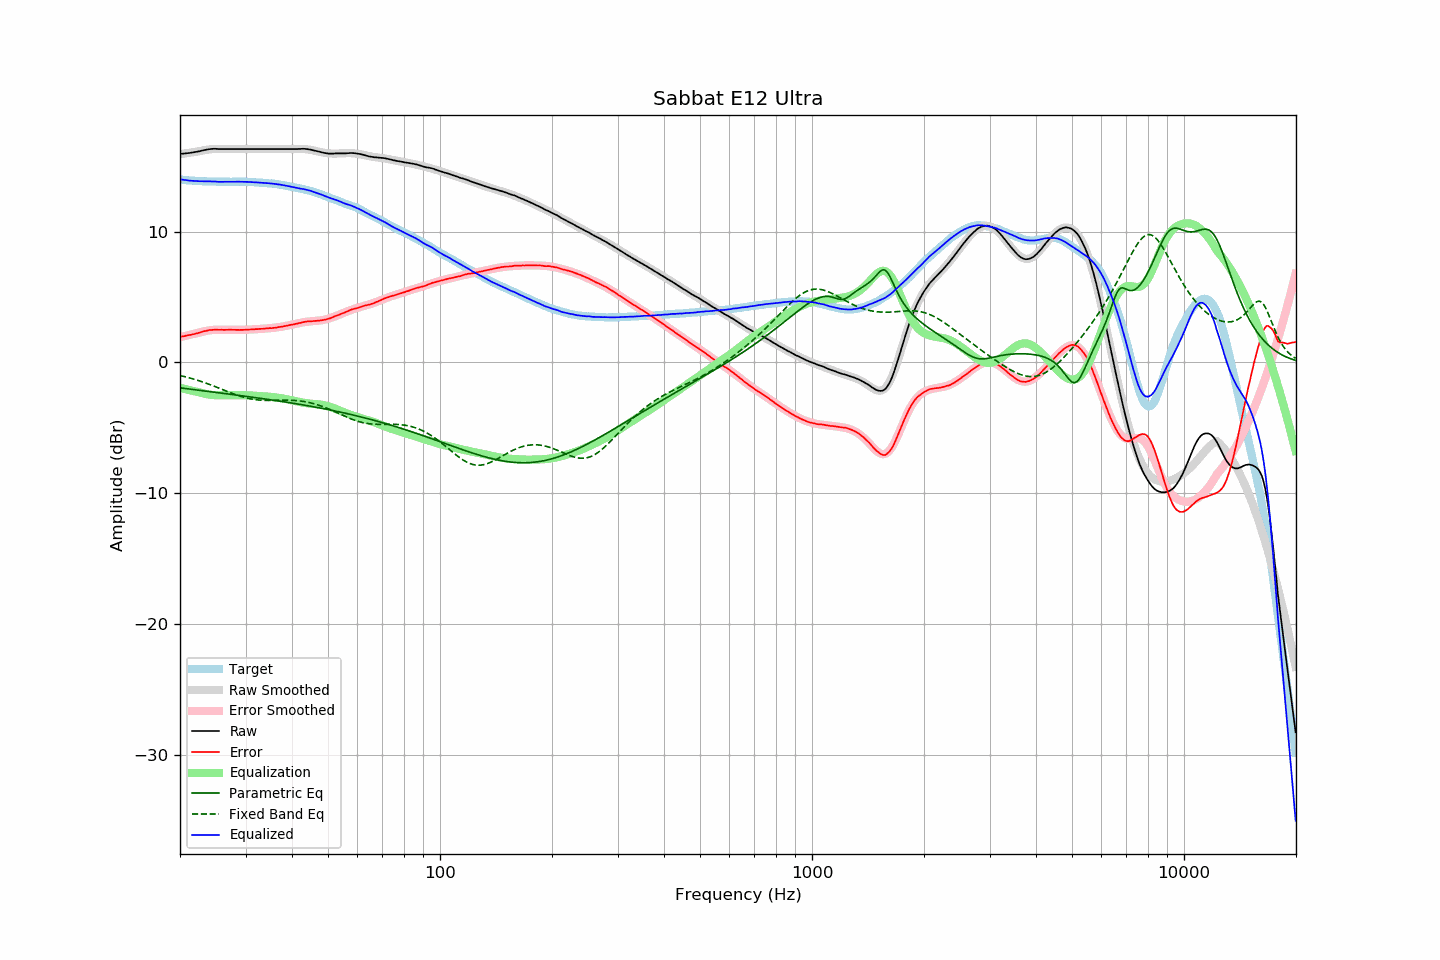 Sabbat E12 Ultra
Amplitude (dBr)
10
0
−10
−20
−30
Target
Raw Smoothed
Error Smoothed
Raw
Error
Equalization
Parametric Eq
Fixed Band Eq
Equalized
100
1000
10000
Frequency (Hz)